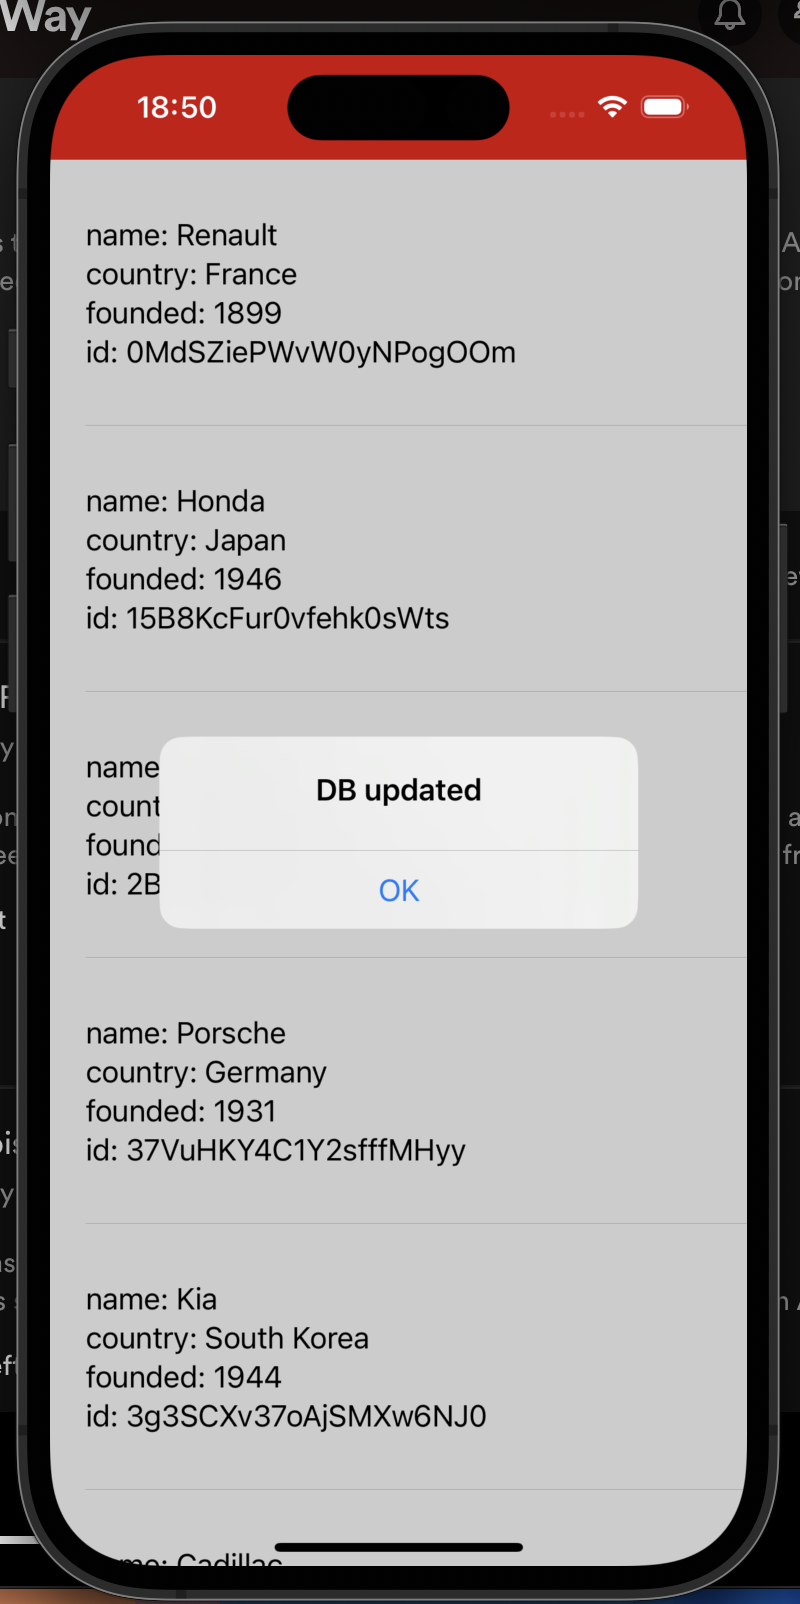 Way
18:50
name: Renault
country: France
founded: 1899
id: 0MdSZiePWvW0yNPogOOm
name: Honda
country: Japan
founded: 1946
id: 15B8KcFur0vfehk0sWts
name
count
found
id: 2B
DB updated
OK
name: Porsche
country: Germany
founded: 1931
id: 37VuHKY4C1Y2sfffMHyy
name: Kia
country: South Korea
founded: 1944
id: 3g3SCXv37oAjSMXw6NJ0
name: Cadillac